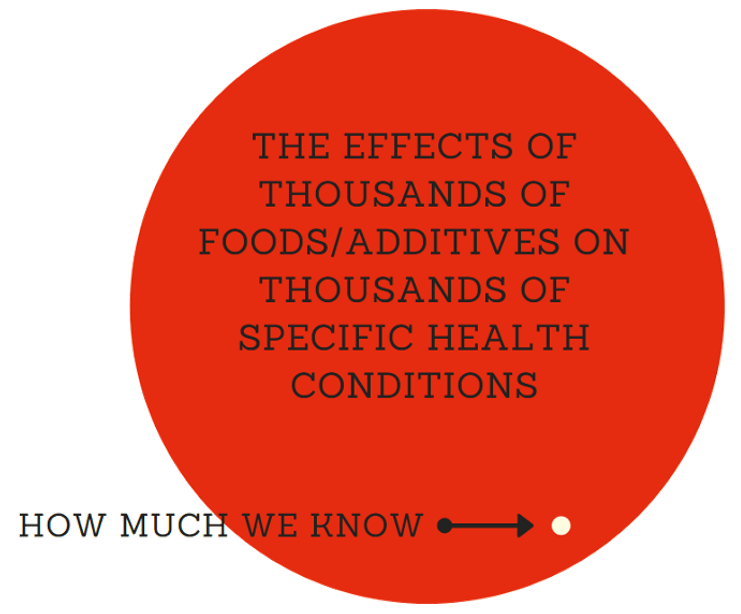 THE EFFECTS OF
THOUSANDS OF
FOODS/ADDITIVES ON
THOUSANDS OF
SPECIFIC HEALTH
CONDITIONS
HOW MUCH WE KNOW